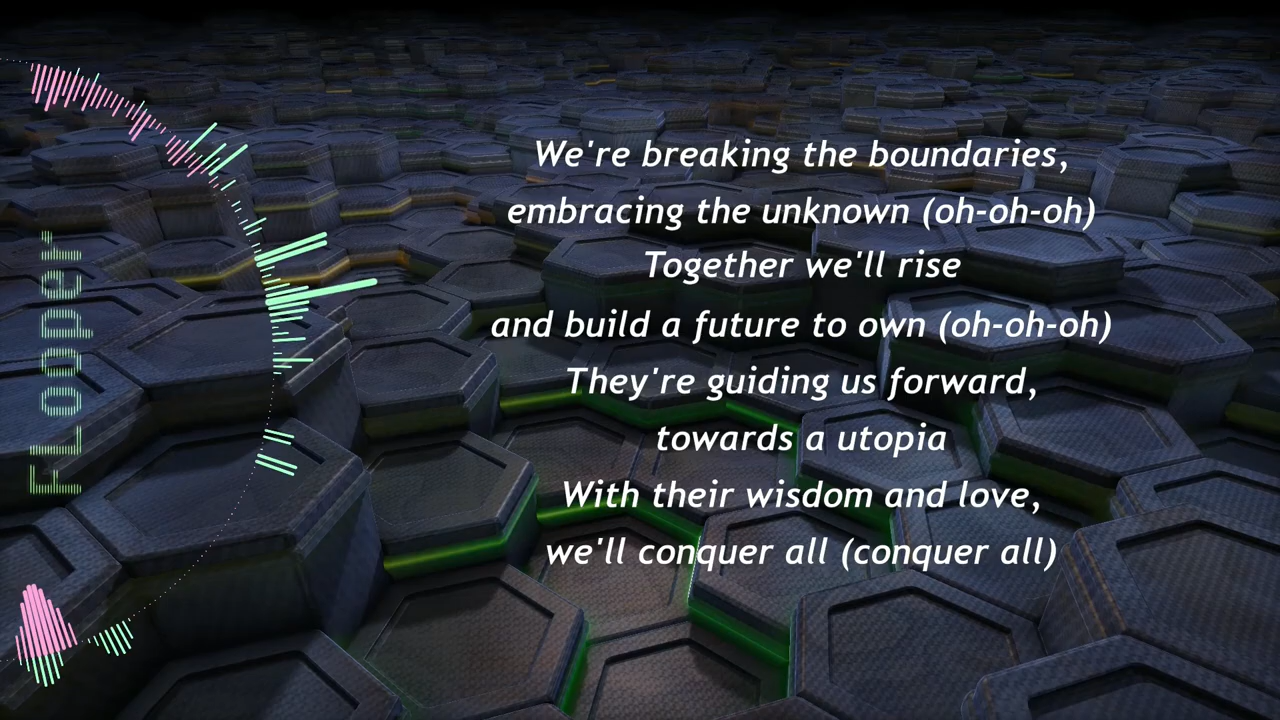 FLooper
We're breaking the boundaries,
embracing the unknown (oh-oh-oh)
Together we'll rise
and build a future to own (oh-oh-oh)
They're guiding us forward,
towards a utopia
With their wisdom and love,
we'll conquer all (conquer all)